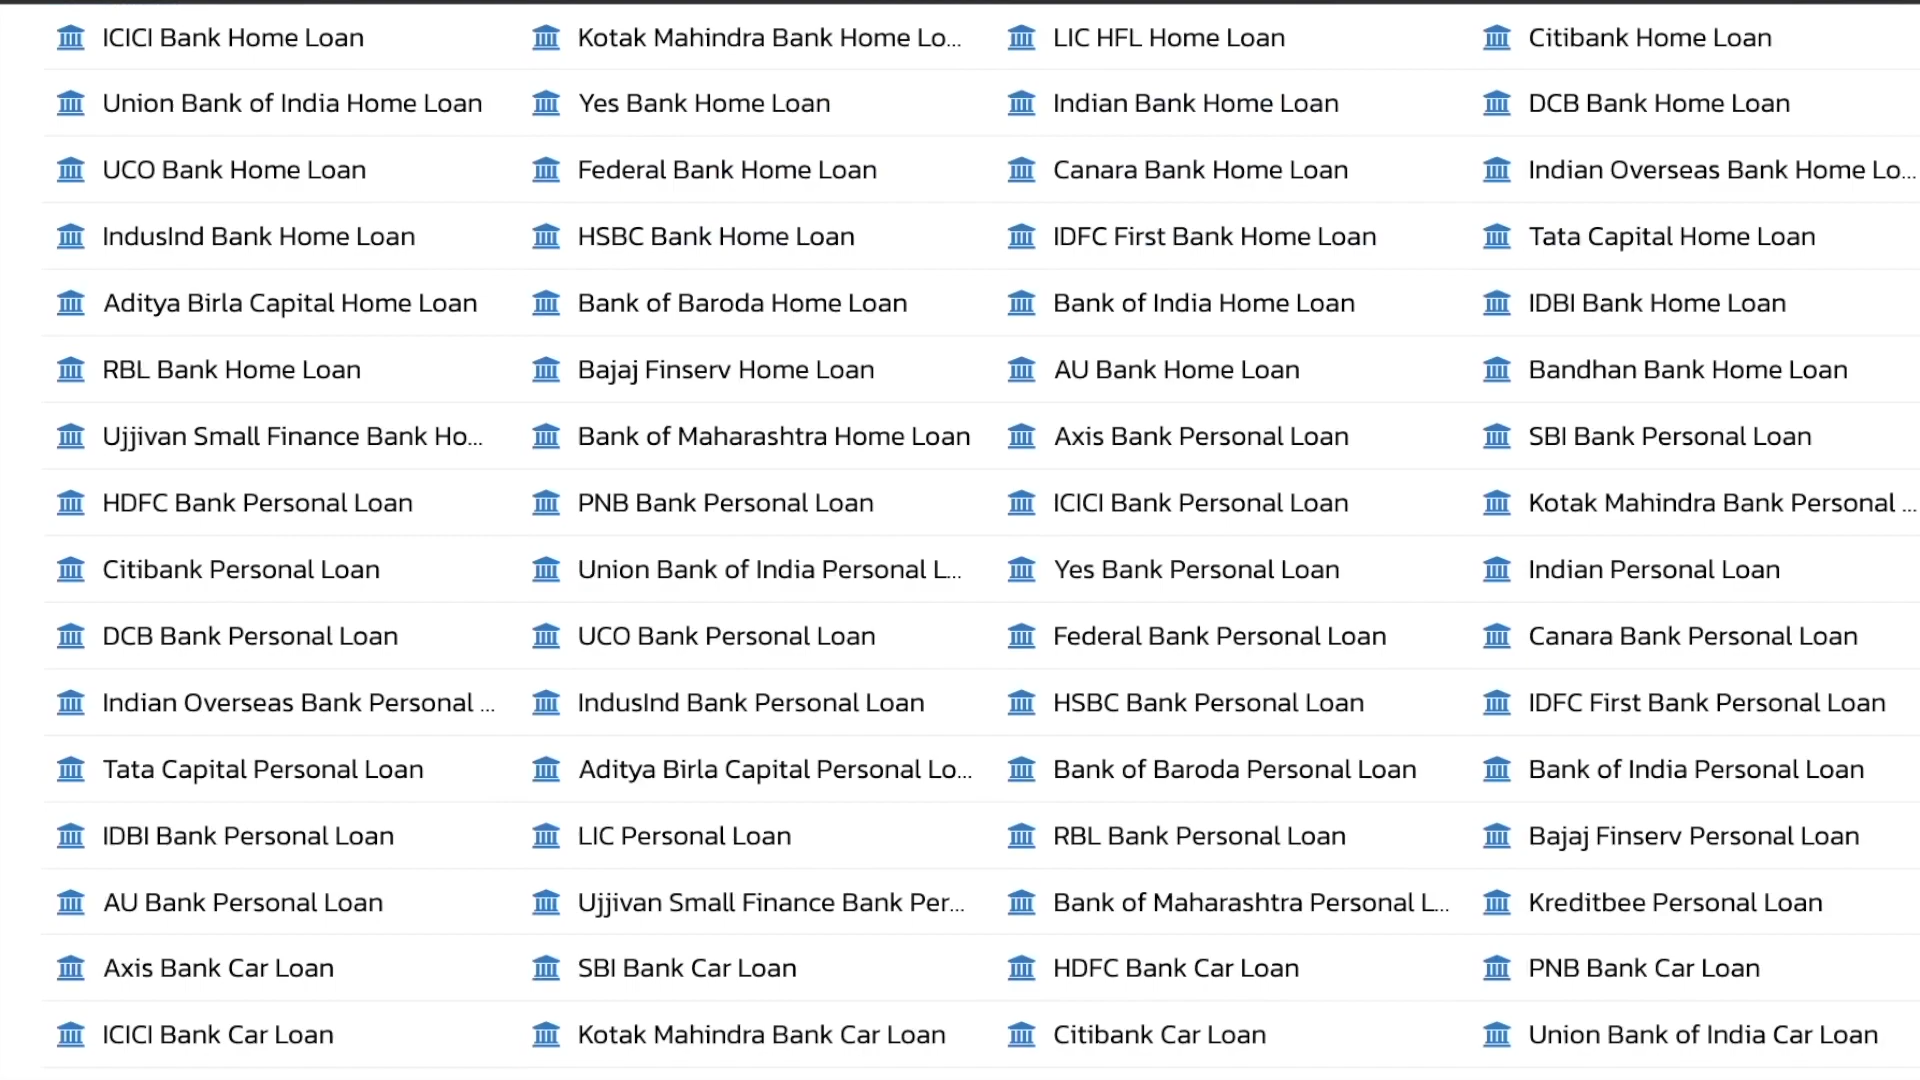 ICICI Bank Home Loan
Kotak Mahindra Bank Home Lo...
LIC HFL Home Loan
Citibank Home Loan
Union Bank of India Home Loan
Yes Bank Home Loan
Indian Bank Home Loan
DCB Bank Home Loan
UCO Bank Home Loan
Federal Bank Home Loan
Canara Bank Home Loan
Indian Overseas Bank Home Lo...
IndusInd Bank Home Loan
HSBC Bank Home Loan
IDFC First Bank Home Loan
Tata Capital Home Loan
Aditya Birla Capital Home Loan
Bank of Baroda Home Loan
Bank of India Home Loan
IDBI Bank Home Loan
RBL Bank Home Loan
Bajaj Finserv Home Loan
AU Bank Home Loan
Bandhan Bank Home Loan
Ujjivan Small Finance Bank Ho...
Bank of Maharashtra Home Loan
Axis Bank Personal Loan
SBI Bank Personal Loan
HDFC Bank Personal Loan
PNB Bank Personal Loan
ICICI Bank Personal Loan
Kotak Mahindra Bank Personal ...
Citibank Personal Loan
Union Bank of India Personal L...
Yes Bank Personal Loan
Indian Personal Loan
DCB Bank Personal Loan
UCO Bank Personal Loan
Federal Bank Personal Loan
Canara Bank Personal Loan
Indian Overseas Bank Personal ...
IndusInd Bank Personal Loan
HSBC Bank Personal Loan
IDFC First Bank Personal Loan
Tata Capital Personal Loan
Aditya Birla Capital Personal Lo...
Bank of Baroda Personal Loan
Bank of India Personal Loan
IDBI Bank Personal Loan
LIC Personal Loan
RBL Bank Personal Loan
Bajaj Finserv Personal Loan
AU Bank Personal Loan
Ujjivan Small Finance Bank Per...
Bank of Maharashtra Personal L...
Kreditbee Personal Loan
Axis Bank Car Loan
SBI Bank Car Loan
HDFC Bank Car Loan
PNB Bank Car Loan
ICICI Bank Car Loan
Kotak Mahindra Bank Car Loan
Citibank Car Loan
Union Bank of India Car Loan